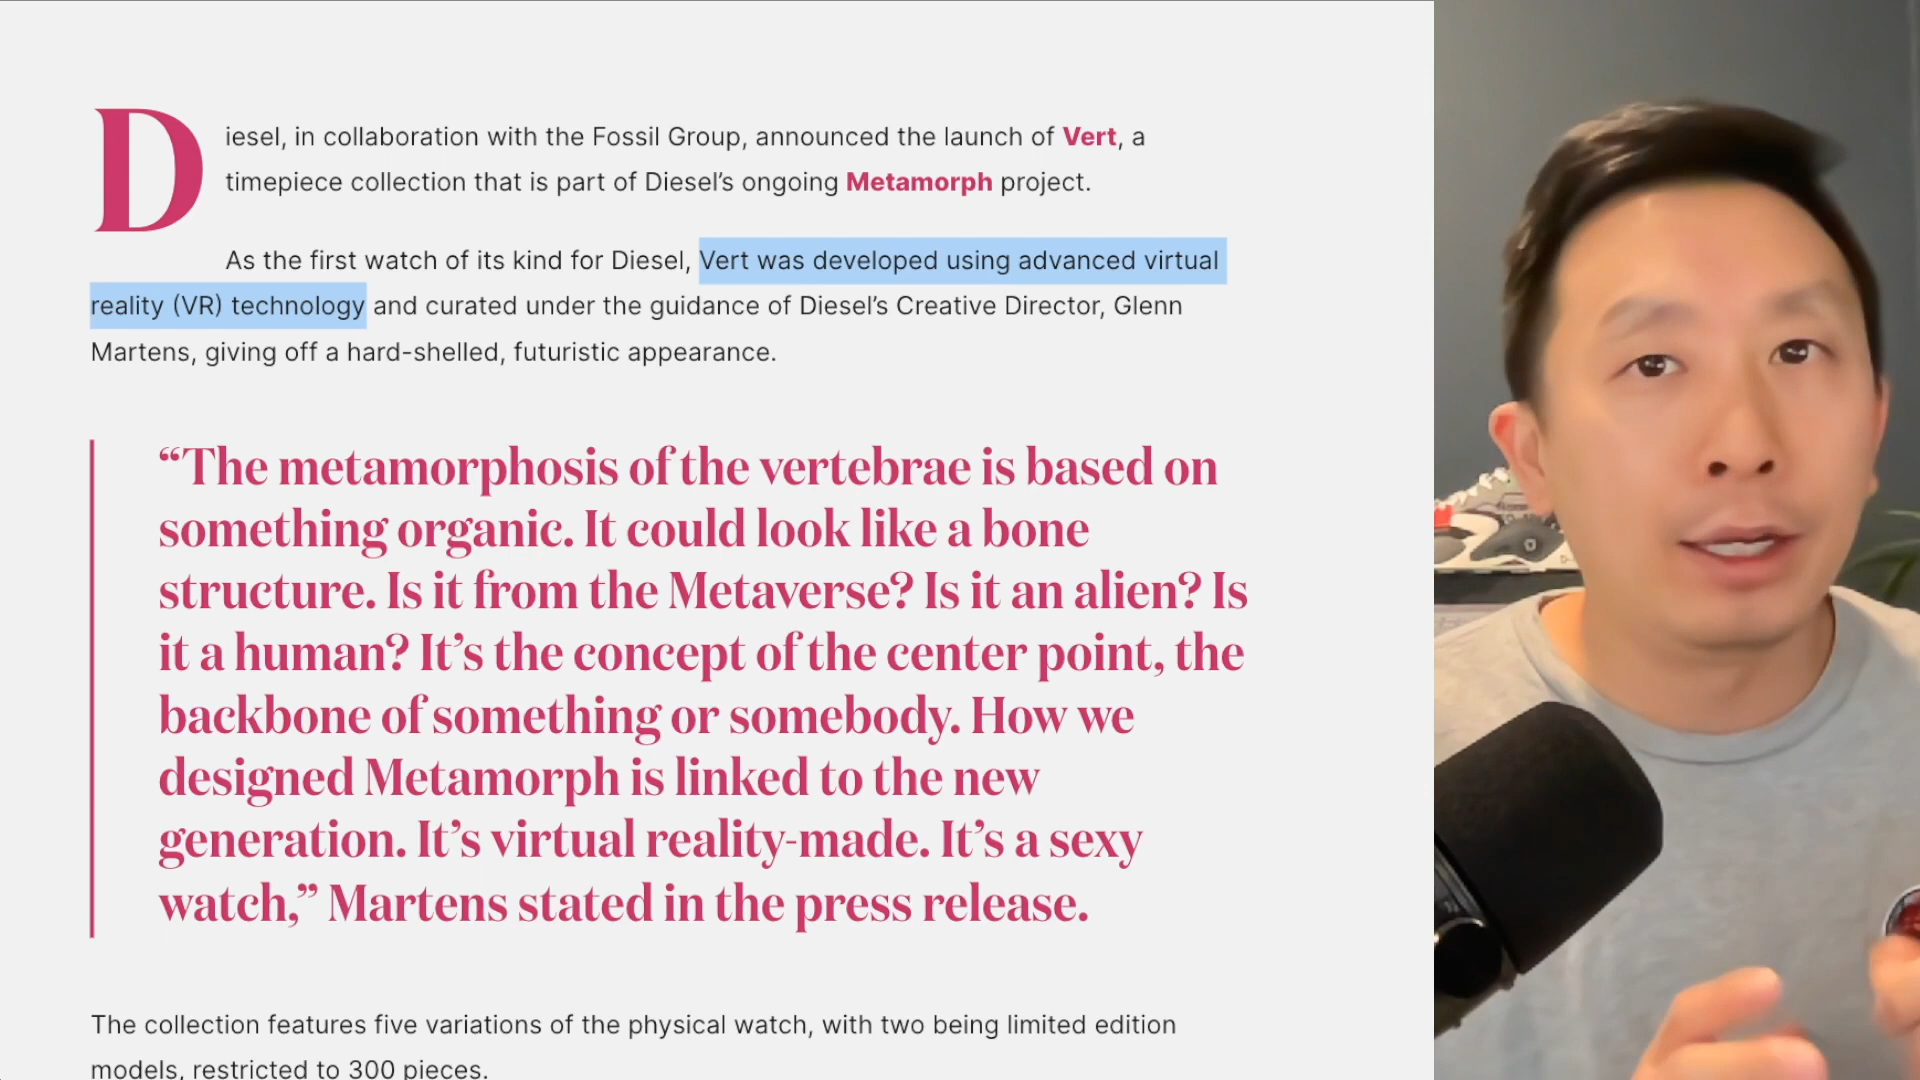 Diesel, in collaboration with the Fossil Group, announced the launch of Vert, a
timepiece collection that is part of Diesel’s ongoing Metamorph project.
As the first watch of its kind for Diesel, Vert was developed using advanced virtual
reality (VR) technology and curated under the guidance of Diesel’s Creative Director, Glenn
Martens, giving off a hard-shelled, futuristic appearance.
“The metamorphosis of the vertebrae is based on
something organic. It could look like a bone
structure. Is it from the Metaverse? Is it an alien? Is
it a human? It’s the concept of the center point, the
backbone of something or somebody. How we
designed Metamorph is linked to the new
generation. It’s virtual reality-made. It’s a sexy
watch,” Martens stated in the press release.
The collection features five variations of the physical watch, with two being limited edition
models, restricted to 300 pieces.